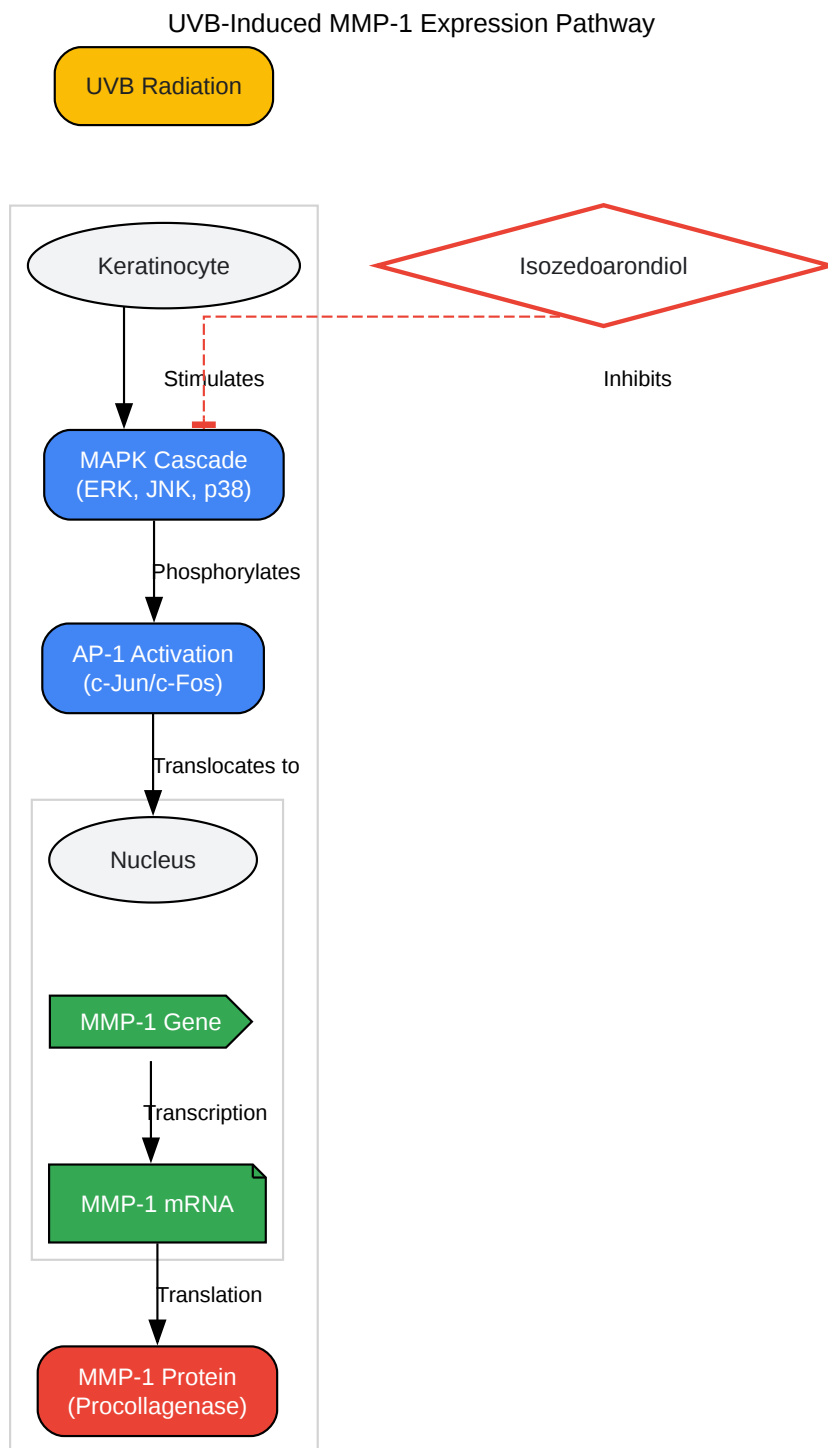 UVB-Induced MMP-1 Expression Pathway
UVB Radiation
Keratinocyte
Isozedoarondiol
Stimulates
Inhibits
MAPK Cascade
(ERK, JNK, p38)
Phosphorylates
AP-1 Activation
(c-Jun/c-Fos)
Translocates to
Nucleus
MMP-1 Gene
Transcription
MMP-1 mRNA
Translation
MMP-1 Protein
(Procollagenase)